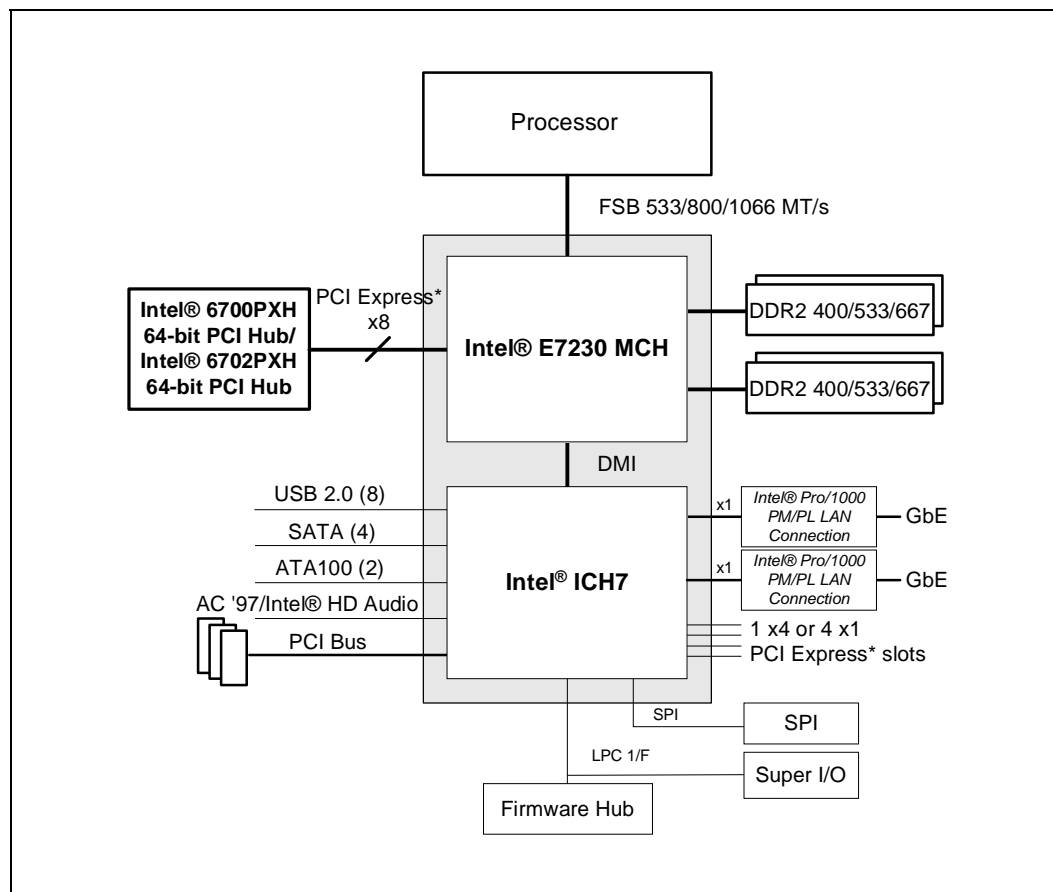 Processor
FSB 533/800/1066 MT/s
Intel® 6700PXH
64-bit PCI Hub/
Intel® 6702PXH
64-bit PCI Hub
PCI Express*
x8
Intel® E7230 MCH
DDR2 400/533/667
DDR2 400/533/667
DMI
USB 2.0 (8)
SATA (4)
ATA100 (2)
AC '97/Intel® HD Audio
PCI Bus
Intel® ICH7
x1
Intel® Pro/1000
PM/PL LAN
Connection
GbE
x1
Intel® Pro/1000
PM/PL LAN
Connection
GbE
1 x4 or 4 x1
PCI Express* slots
SPI
SPI
LPC 1/F
Super I/O
Firmware Hub